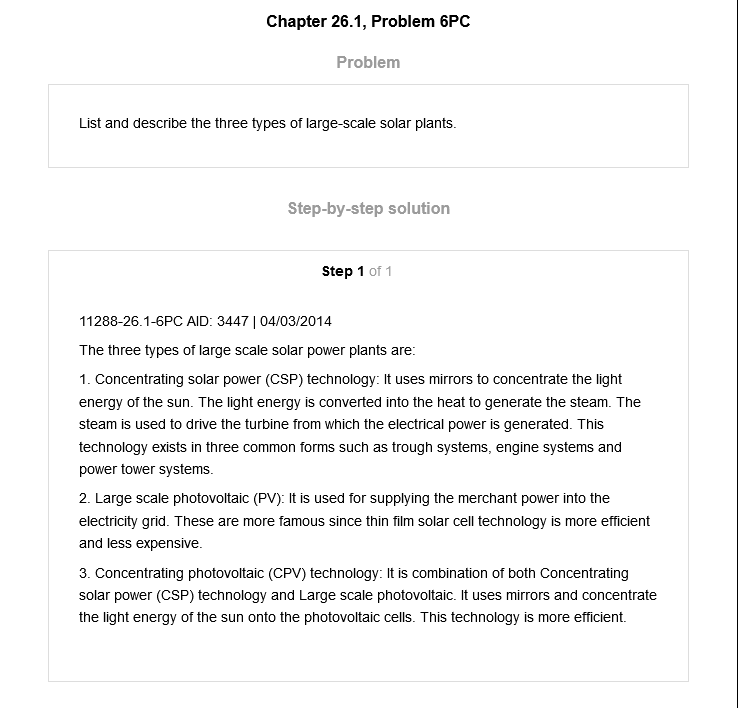 Chapter 26.1, Problem 6PC
Problem
List and describe the three types of large-scale solar plants.
Step-by-step solution
Step 1 of 1
11288-26.1-6PC AID: 3447 | 04/03/2014
The three types of large scale solar power plants are:
1. Concentrating solar power (CSP) technology: It uses mirrors to concentrate the light
energy of the sun. The light energy is converted into the heat to generate the steam. The
steam is used to drive the turbine from which the electrical power is generated. This
technology exists in three common forms such as trough systems, engine systems and
power tower systems.
2. Large scale photovoltaic (PV): It is used for supplying the merchant power into the
electricity grid. These are more famous since thin film solar cell technology is more efficient
and less expensive.
3. Concentrating photovoltaic (CPV) technology: It is combination of both Concentrating
solar power (CSP) technology and Large scale photovoltaic. It uses mirrors and concentrate
the light energy of the sun onto the photovoltaic cells. This technology is more efficient.